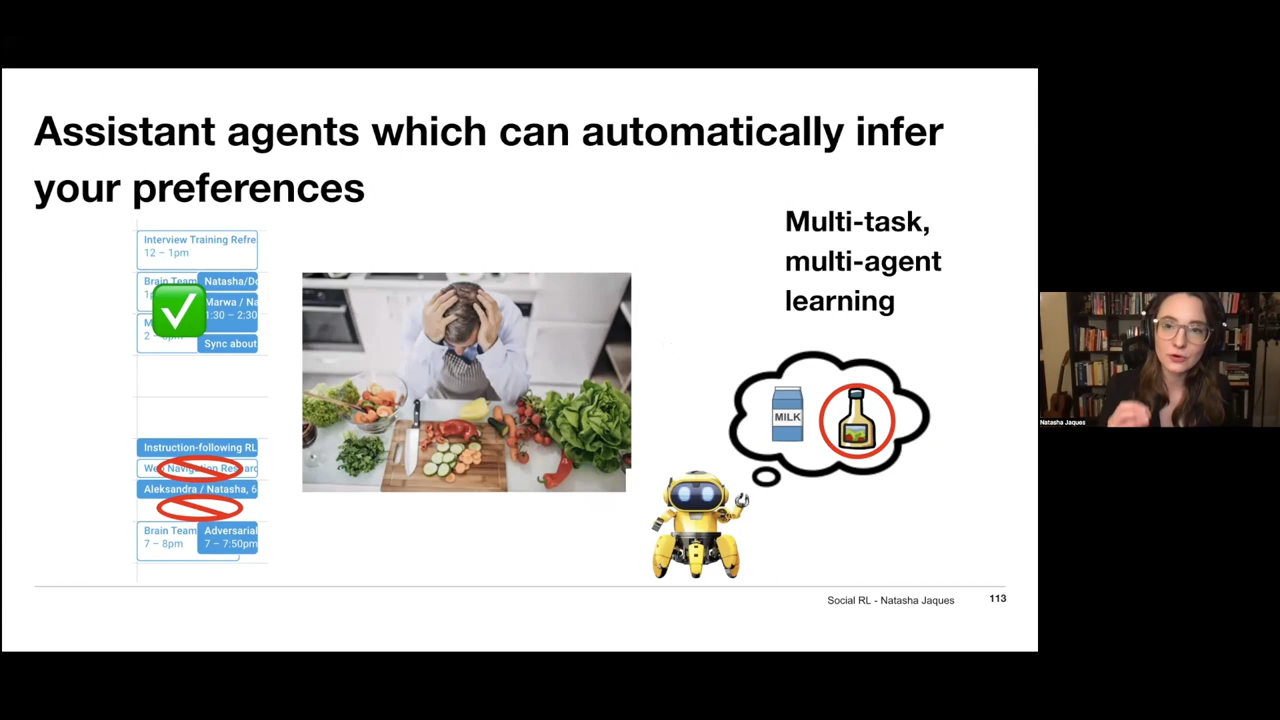 Assistant agents which can automatically infer
your preferences
Interview Training Refre
12 – 1pm
Brain Team
Natasha/Do
Marwa / Na
1:30 – 2:30
Sync about
Instruction-following RL
Web Navigation Researc
Aleksandra / Natasha, 6
Brain Team
7 – 8pm
Adversarial
7 – 7:50pm
Multi-task,
multi-agent
learning
MILK
Social RL - Natasha Jaques
113
Natasha Jaques